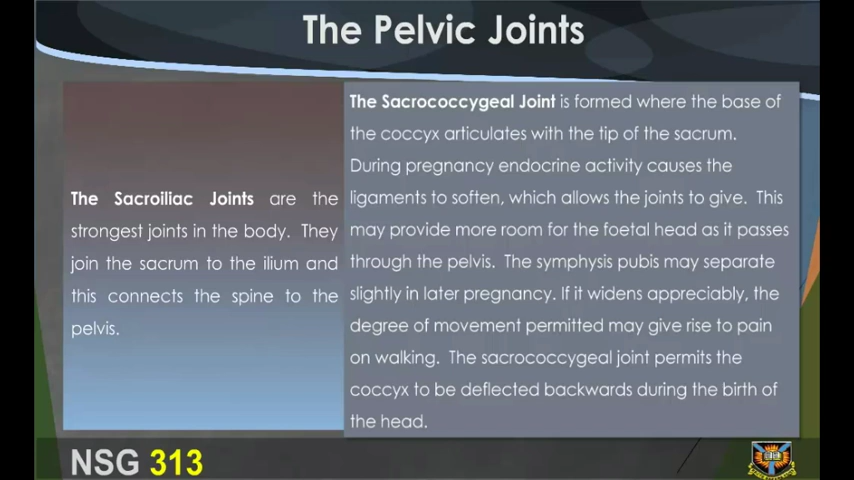 The Pelvic Joints
The Sacroiliac Joints are the
strongest joints in the body. They
join the sacrum to the ilium and
this connects the spine to the
pelvis.
The Sacrococcygeal Joint is formed where the base of
the coccyx articulates with the tip of the sacrum.
During pregnancy endocrine activity causes the
ligaments to soften, which allows the joints to give. This
may provide more room for the foetal head as it passes
through the pelvis. The symphysis pubis may separate
slightly in later pregnancy. If it widens appreciably, the
degree of movement permitted may give rise to pain
on walking. The sacrococcygeal joint permits the
coccyx to be deflected backwards during the birth of
the head.
NSG 313